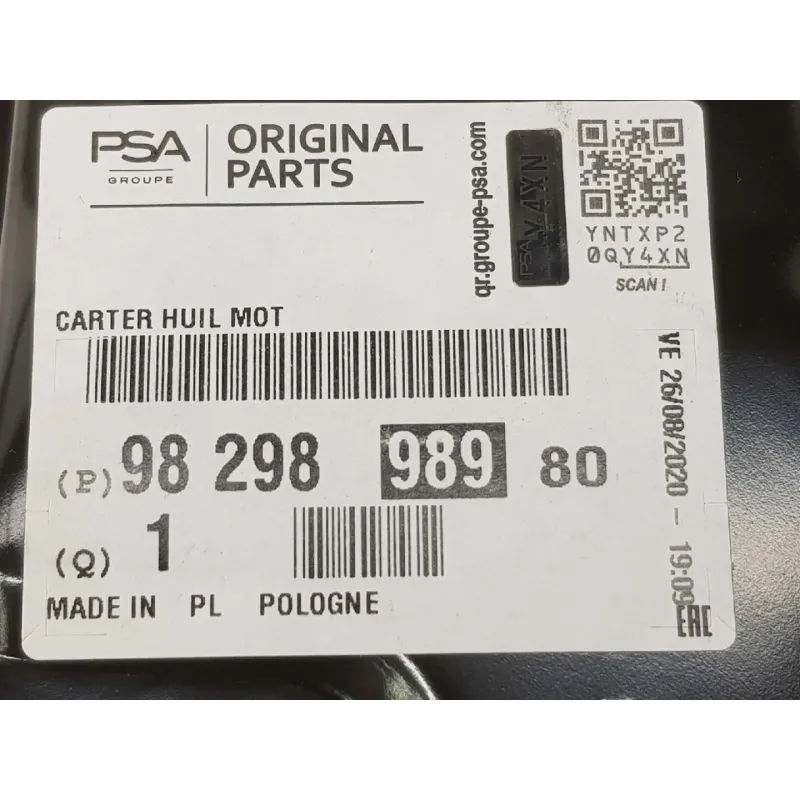 PSA
GROUPE
ORIGINAL
PARTS
qr.groupe-psa.com
PSA Y4XN
YNTXP2
0QY4XN
SCAN !
CARTER HUIL MOT
(P) 98 298 989 80
(Q) 1
MADE IN PL POLOGNE
VE 26/08/2020 - 19:09
EAC